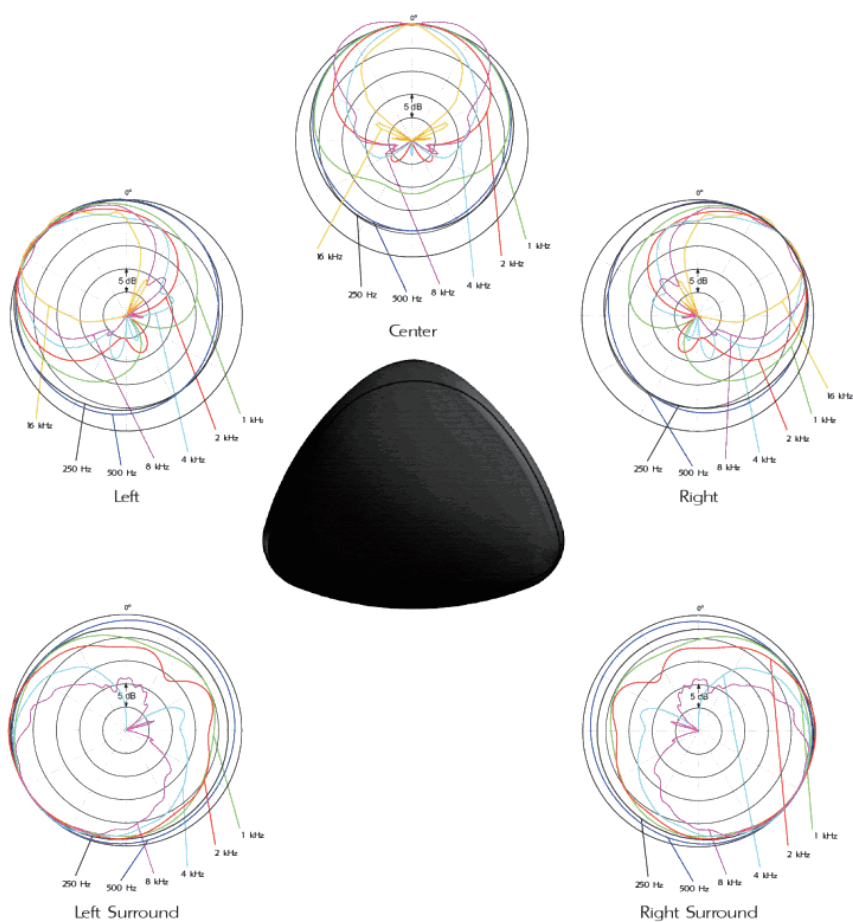 0°
5 dB
16 kHz
250 Hz
500 Hz
8 kHz
4 kHz
2 kHz
1 kHz
Center
0°
5 dB
16 kHz
250 Hz
500 Hz
8 kHz
4 kHz
2 kHz
1 kHz
Left
0°
5 dB
250 Hz
500 Hz
8 kHz
4 kHz
2 kHz
1 kHz
16 kHz
Right
0°
5 dB
250 Hz
500 Hz
8 kHz
4 kHz
2 kHz
1 kHz
Left Surround
0°
5 dB
250 Hz
500 Hz
8 kHz
4 kHz
2 kHz
1 kHz
Right Surround